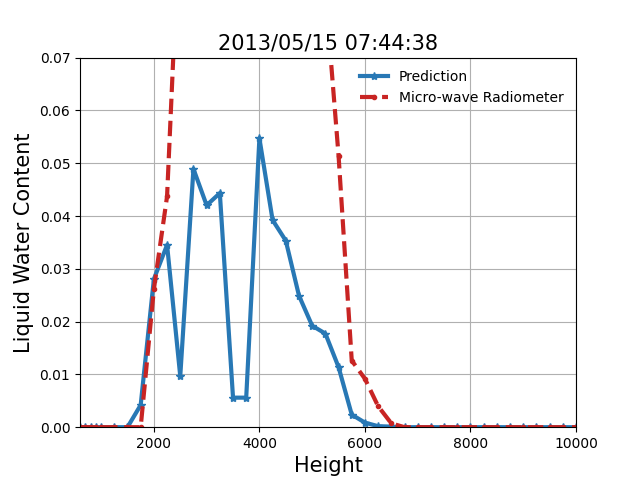 2013/05/15 07:44:38
Liquid Water Content
0.07
0.06
0.05
0.04
0.03
0.02
0.01
0.00
Prediction
Micro-wave Radiometer
2000 4000 6000 8000 10000
Height